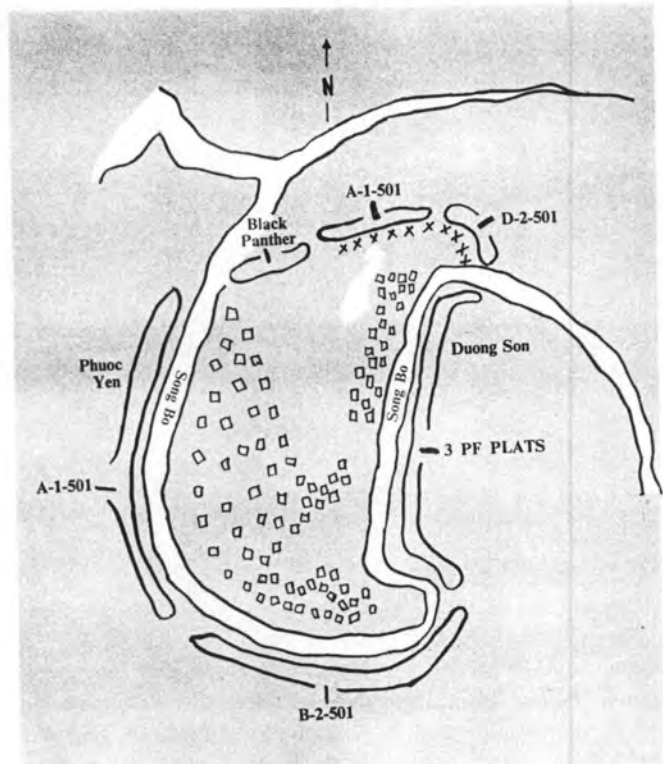 N
A-1-501
D-2-501
Black
Panther
Duong Son
Phuoc
Yen
Song Bo
Song Bo
3 PF PLATS
A-1-501
B-2-501